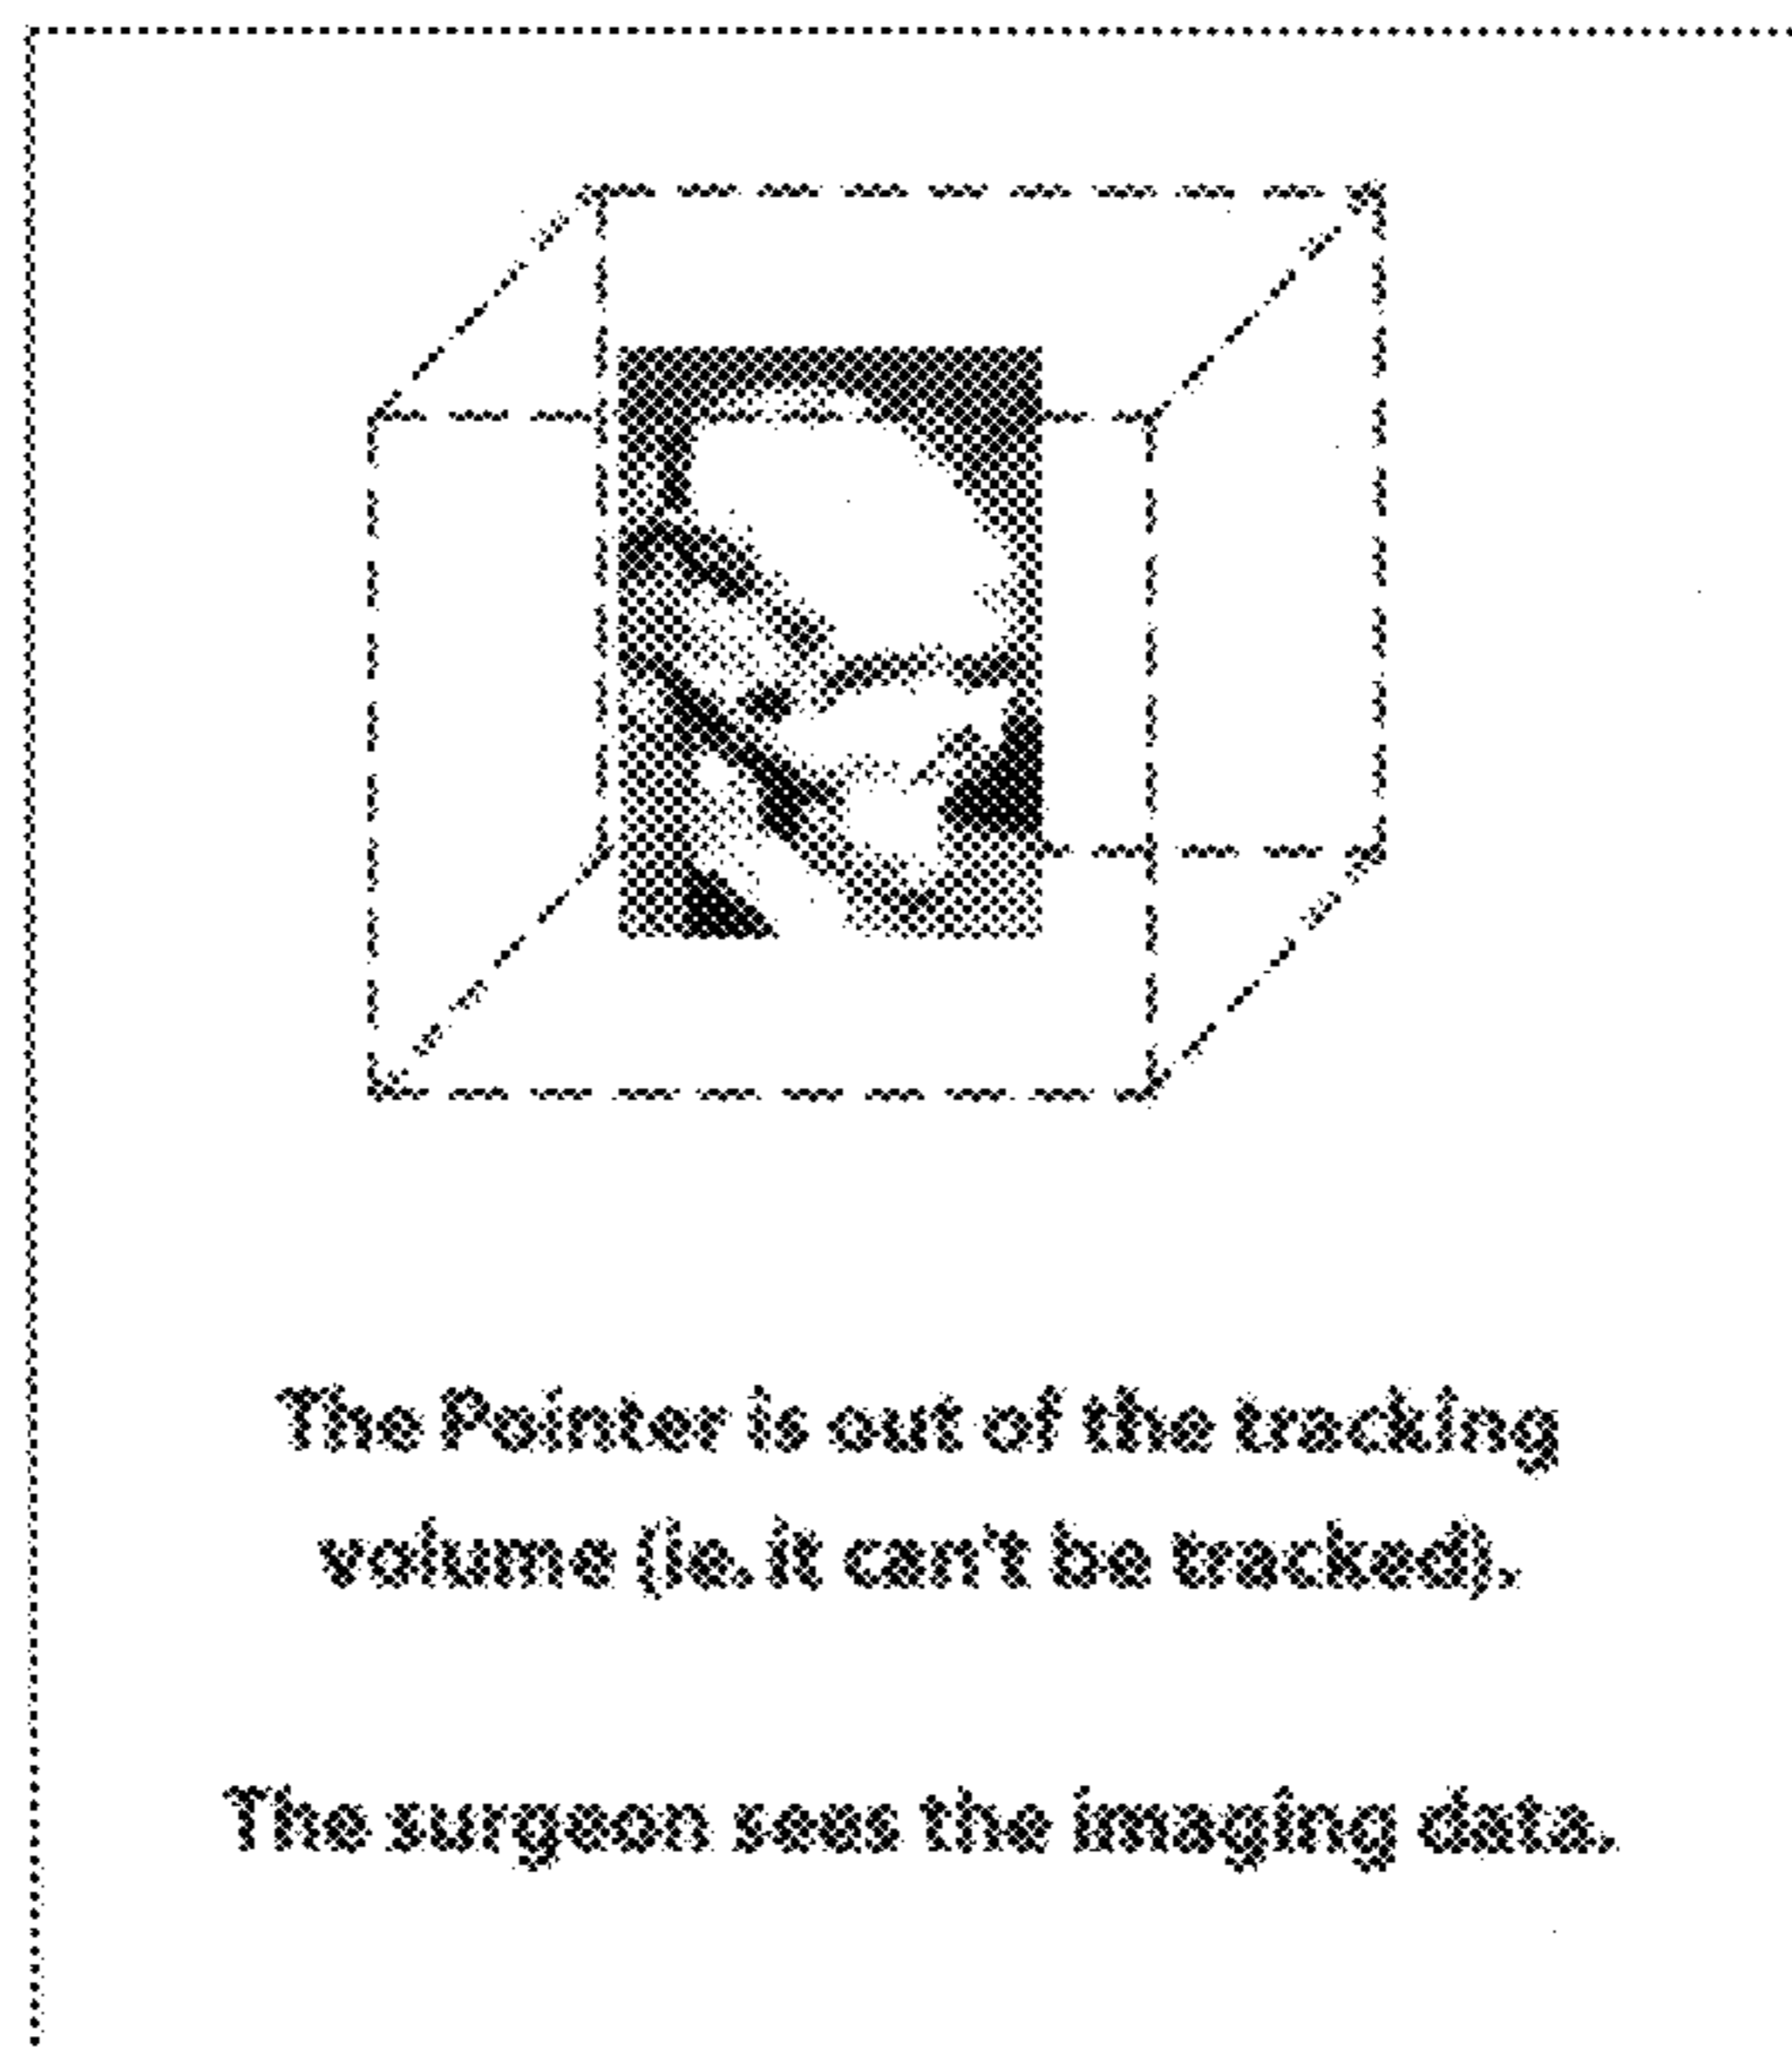 The Pointer is out of the tracking
volume (ie. it can't be tracked).
The surgeon sees the imaging data.